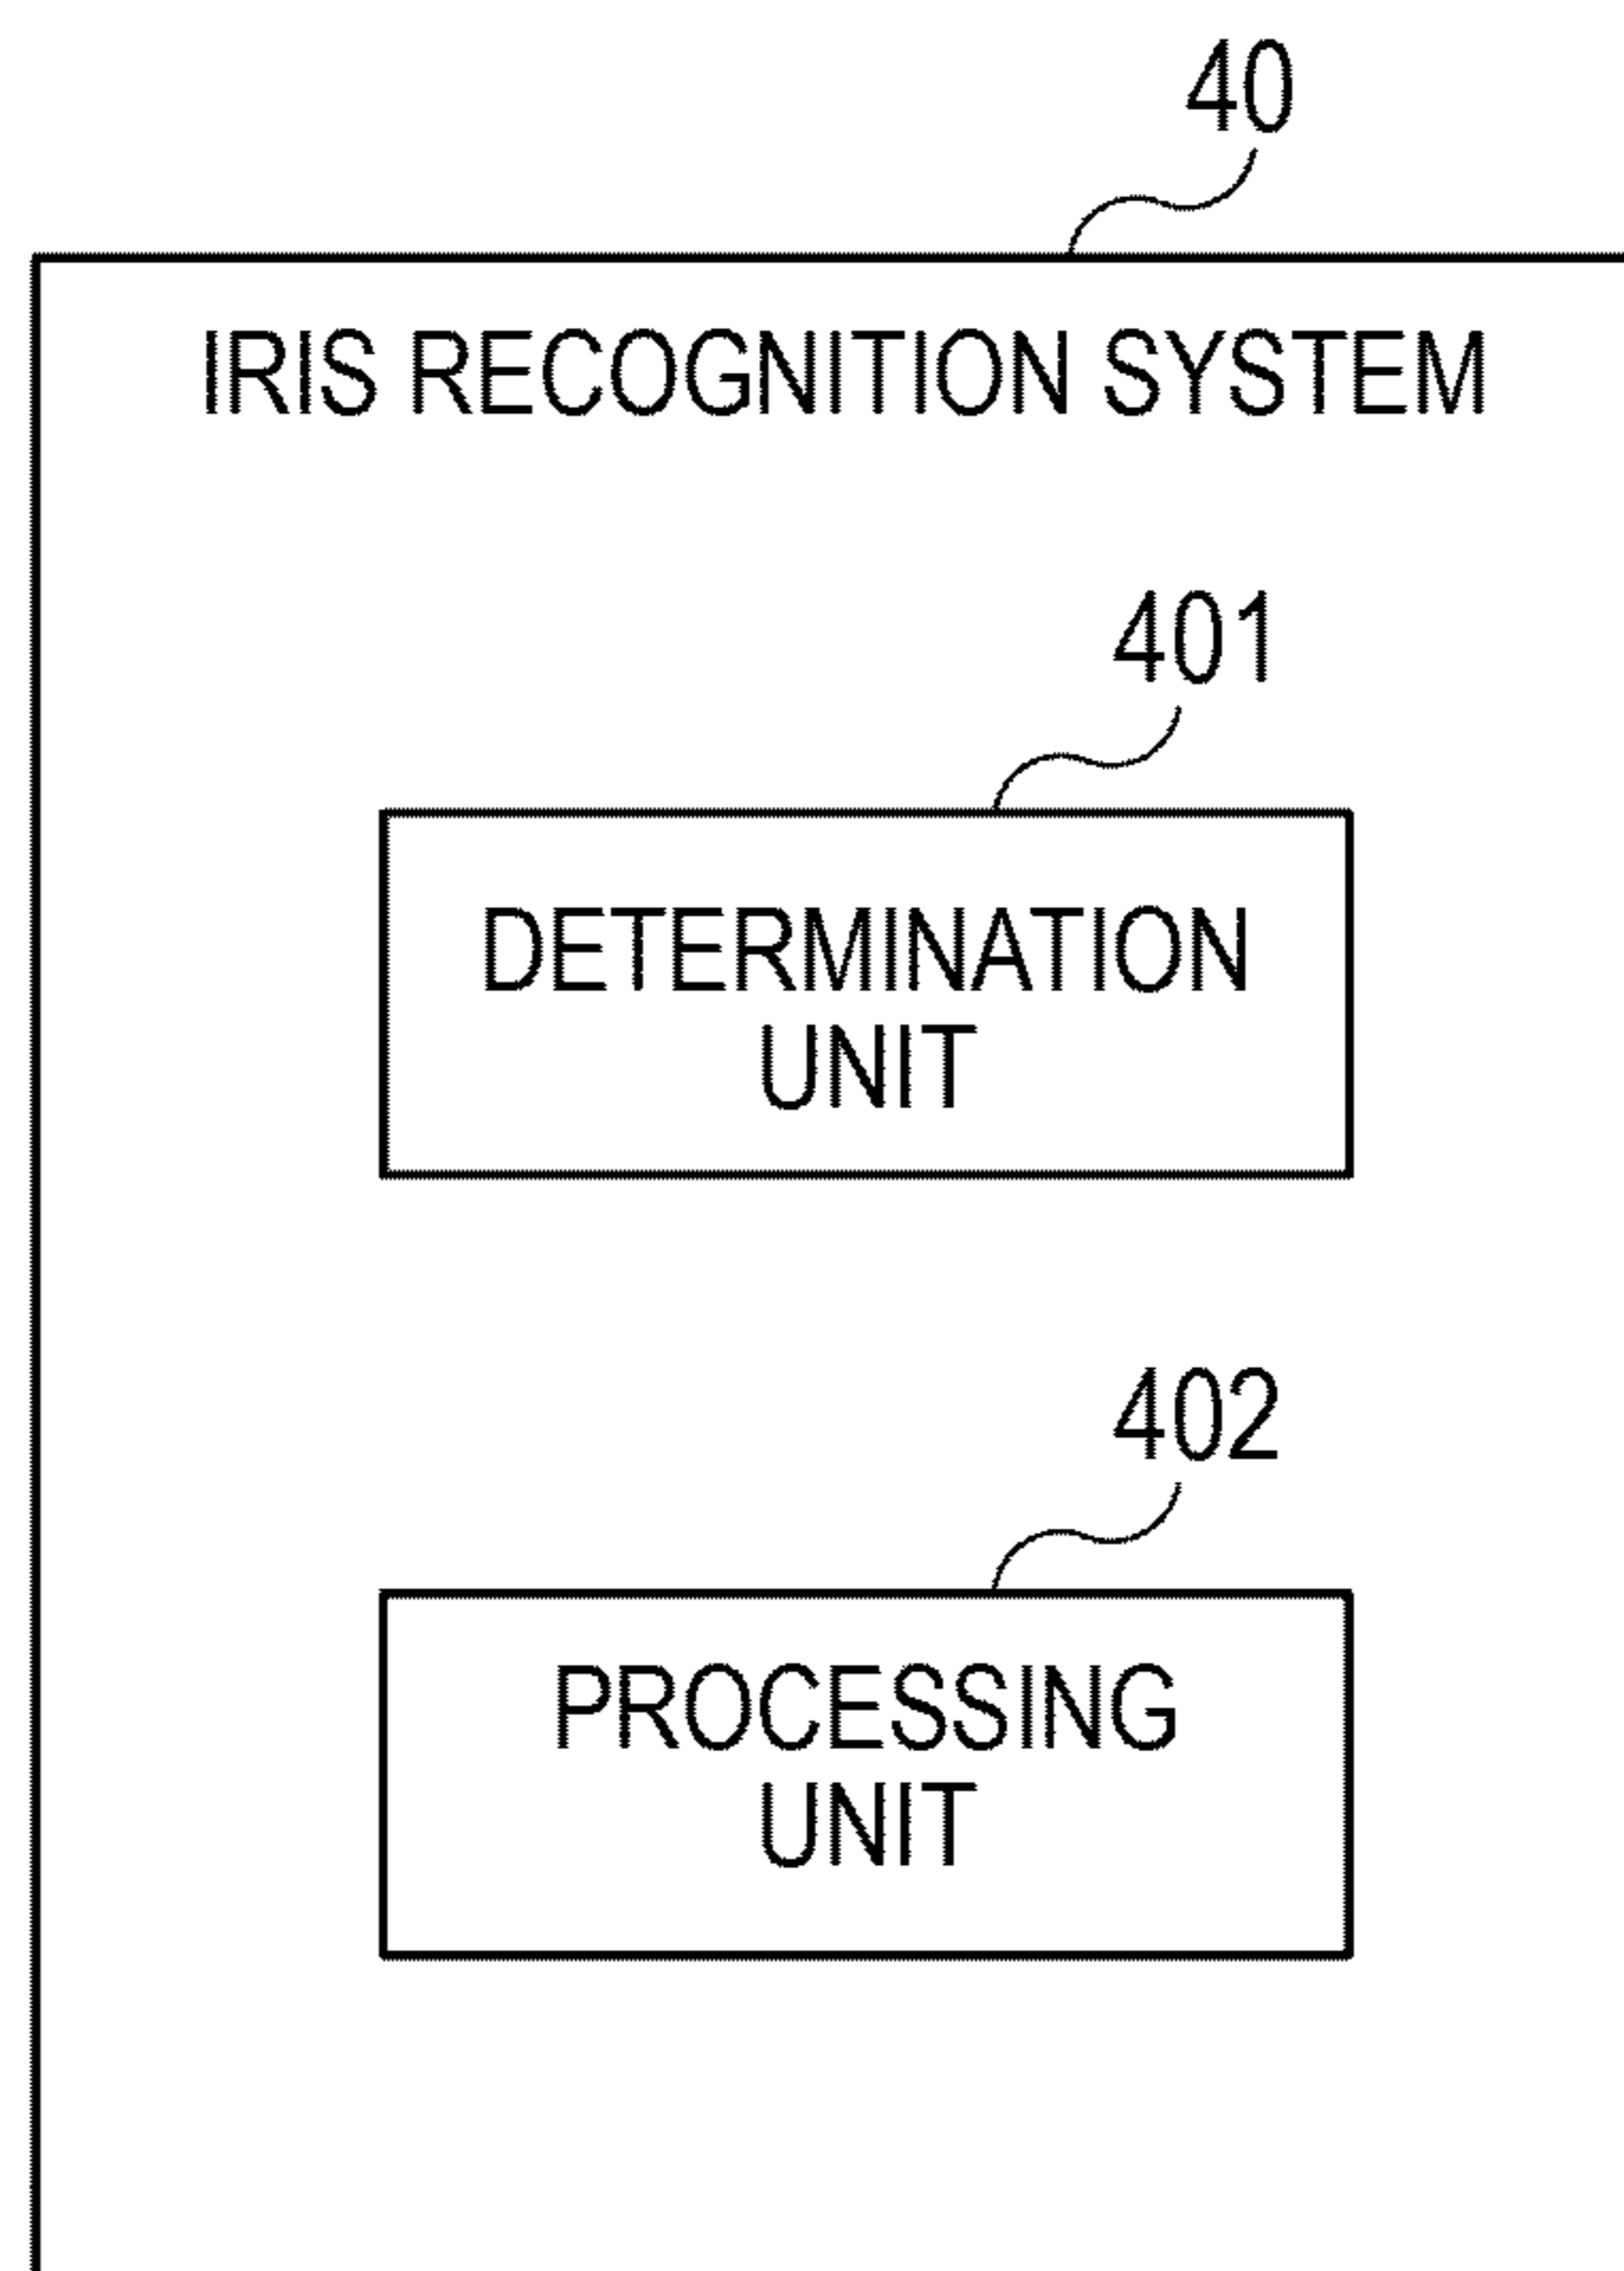 40
IRIS RECOGNITION SYSTEM
401
DETERMINATION
UNIT
402
PROCESSING
UNIT